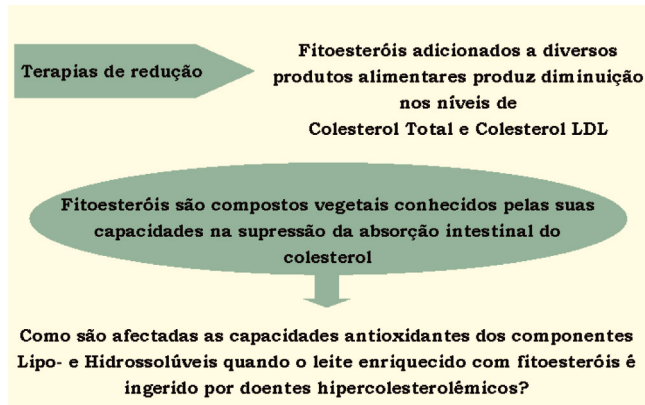 Terapias de redução
Fitoesteróis adicionados a diversos
produtos alimentares produz diminuição
nos níveis de
Colesterol Total e Colesterol LDL
Fitoesteróis são compostos vegetais conhecidos pelas suas
capacidades na supressão da absorção intestinal do
colesterol
Como são afectadas as capacidades antioxidantes dos componentes
Lipo- e Hidrossolúveis quando o leite enriquecido com fitoesteróis é
ingerido por doentes hipercolesterolêmicos?